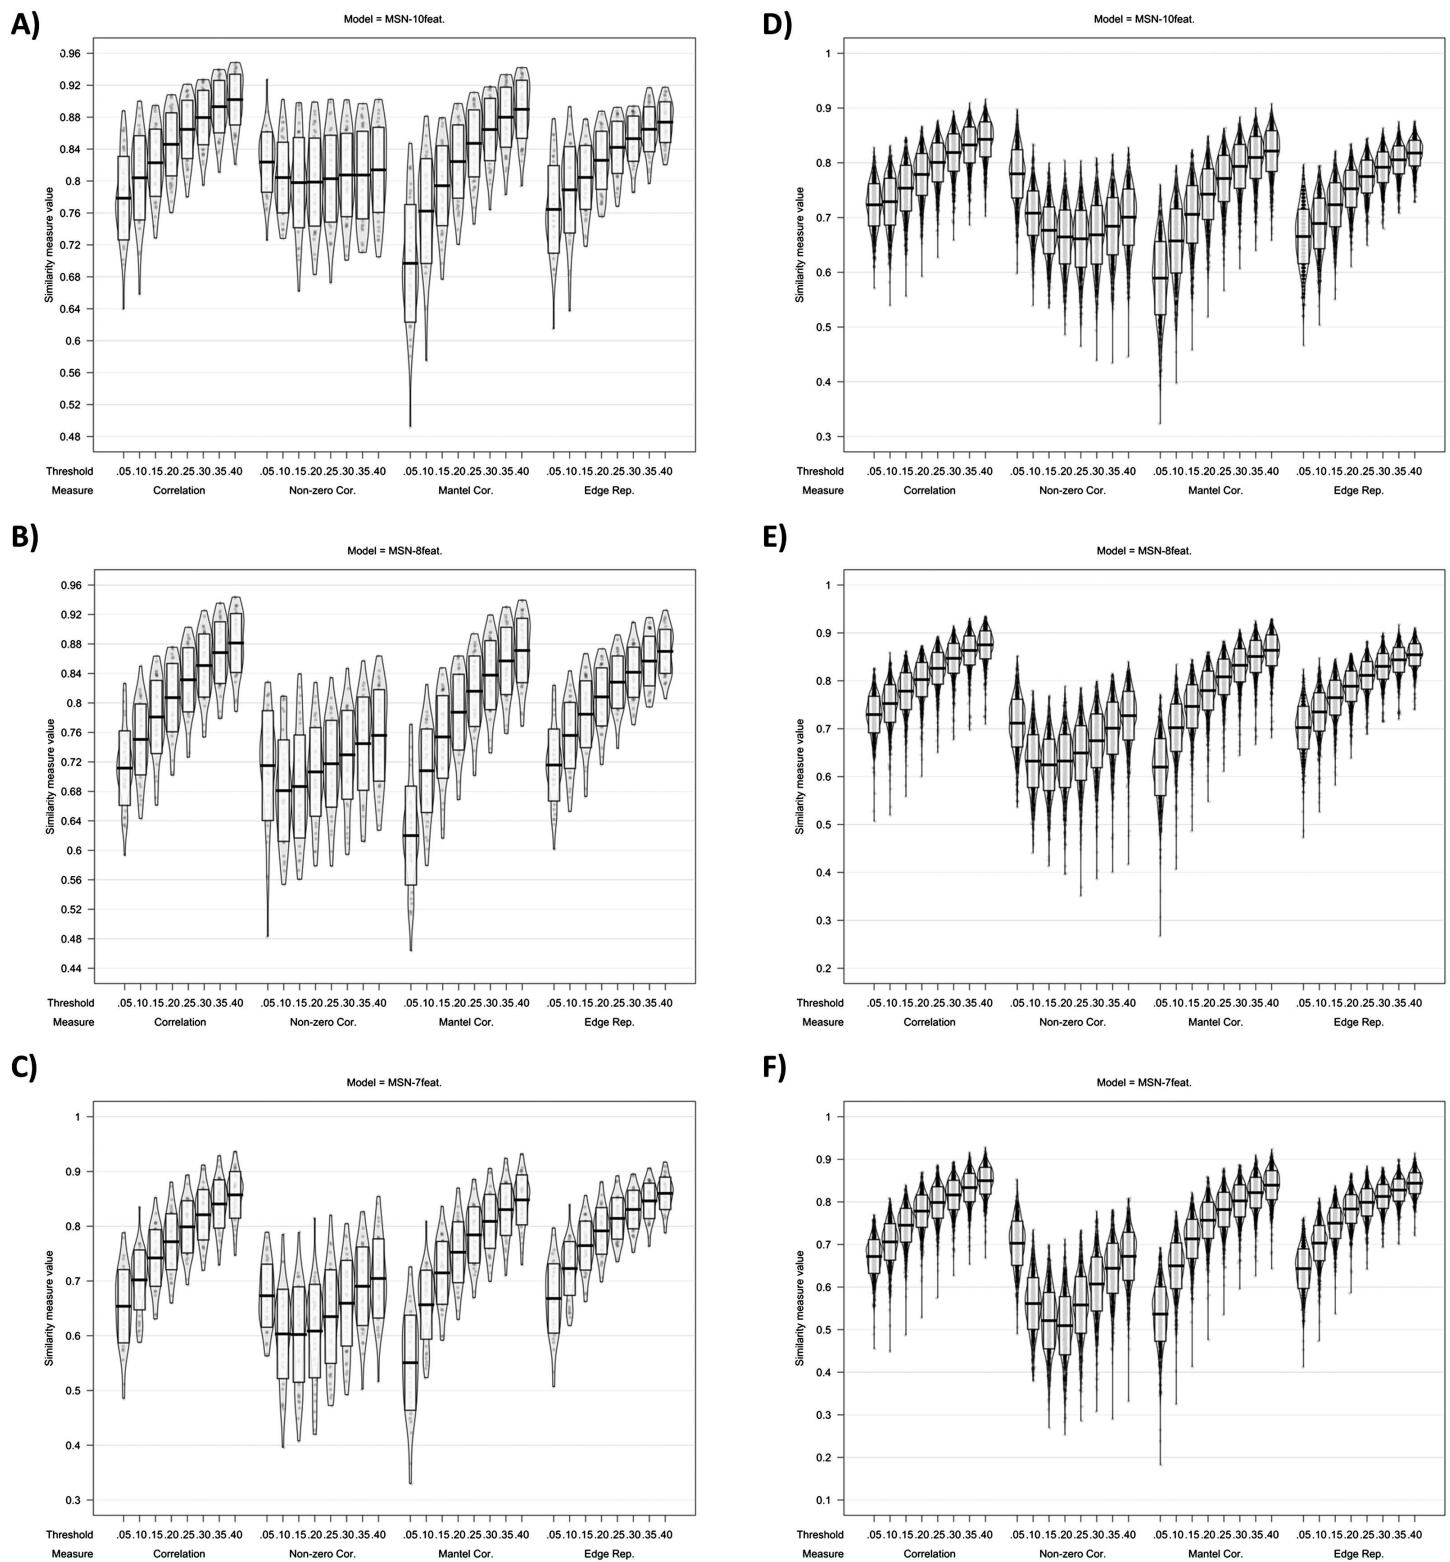 A)
Model = MSN-10feat.
Similarity measure value
0.96
0.92
0.88
0.84
0.8
0.76
0.72
0.68
0.64
0.6
0.56
0.52
0.48
Threshold .05 .10 .15 .20 .25 .30 .35 .40 .05 .10 .15 .20 .25 .30 .35 .40 .05 .10 .15 .20 .25 .30 .35 .40 .05 .10 .15 .20 .25 .30 .35 .40
Measure Correlation Non-zero Cor. Mantel Cor. Edge Rep.
D)
Model = MSN-10feat.
Similarity measure value
1
0.9
0.8
0.7
0.6
0.5
0.4
0.3
Threshold .05 .10 .15 .20 .25 .30 .35 .40 .05 .10 .15 .20 .25 .30 .35 .40 .05 .10 .15 .20 .25 .30 .35 .40 .05 .10 .15 .20 .25 .30 .35 .40
Measure Correlation Non-zero Cor. Mantel Cor. Edge Rep.
B)
Model = MSN-8feat.
Similarity measure value
0.96
0.92
0.88
0.84
0.8
0.76
0.72
0.68
0.64
0.6
0.56
0.52
0.48
0.44
Threshold .05 .10 .15 .20 .25 .30 .35 .40 .05 .10 .15 .20 .25 .30 .35 .40 .05 .10 .15 .20 .25 .30 .35 .40 .05 .10 .15 .20 .25 .30 .35 .40
Measure Correlation Non-zero Cor. Mantel Cor. Edge Rep.
E)
Model = MSN-8feat.
Similarity measure value
1
0.9
0.8
0.7
0.6
0.5
0.4
0.3
0.2
Threshold .05 .10 .15 .20 .25 .30 .35 .40 .05 .10 .15 .20 .25 .30 .35 .40 .05 .10 .15 .20 .25 .30 .35 .40 .05 .10 .15 .20 .25 .30 .35 .40
Measure Correlation Non-zero Cor. Mantel Cor. Edge Rep.
C)
Model = MSN-7feat.
Similarity measure value
1
0.9
0.8
0.7
0.6
0.5
0.4
0.3
Threshold .05 .10 .15 .20 .25 .30 .35 .40 .05 .10 .15 .20 .25 .30 .35 .40 .05 .10 .15 .20 .25 .30 .35 .40 .05 .10 .15 .20 .25 .30 .35 .40
Measure Correlation Non-zero Cor. Mantel Cor. Edge Rep.
F)
Model = MSN-7feat.
Similarity measure value
1
0.9
0.8
0.7
0.6
0.5
0.4
0.3
0.2
0.1
Threshold .05 .10 .15 .20 .25 .30 .35 .40 .05 .10 .15 .20 .25 .30 .35 .40 .05 .10 .15 .20 .25 .30 .35 .40 .05 .10 .15 .20 .25 .30 .35 .40
Measure Correlation Non-zero Cor. Mantel Cor. Edge Rep.